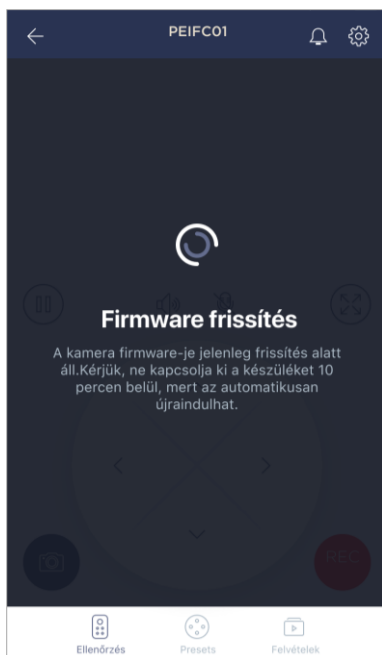 PEIFC01
Firmware frissítés
A kamera firmware-je jelenleg frissítés alatt
áll.Kérjük, ne kapcsolja ki a készüléket 10
percen belül, mert az automatikusan
újraindulhat.
REC
Ellenőrzés
Presets
Felvételek